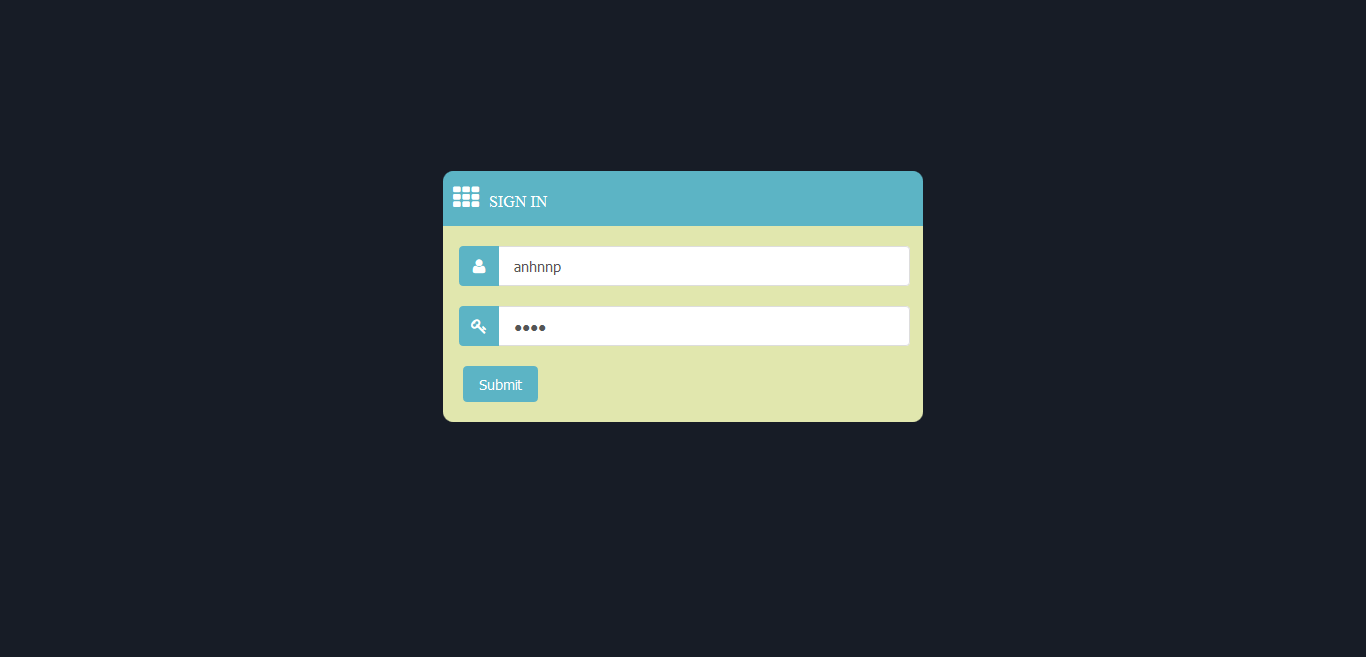 SIGN IN
anhnnp
••••
Submit